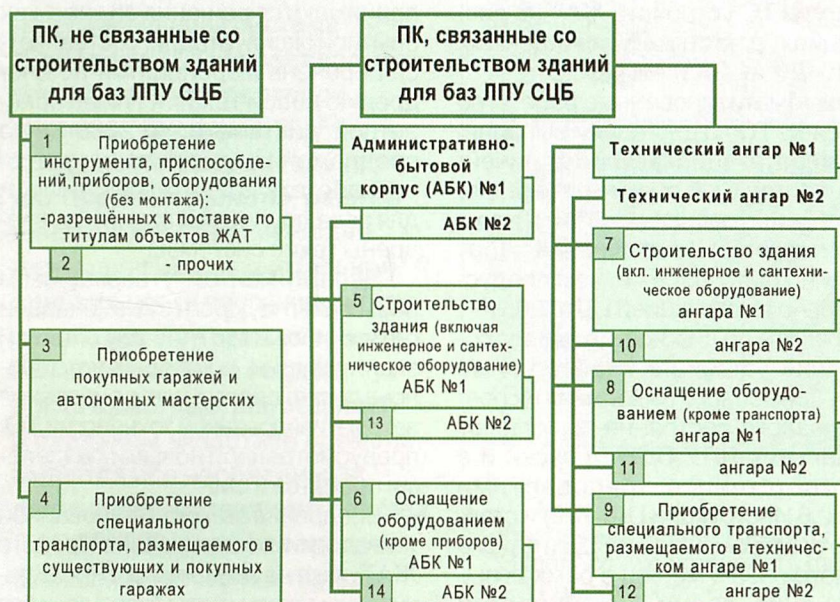 ПК, не связанные со
строительством зданий
для баз ЛПУ СЦБ
1
Приобретение
инструмента, приспособле-
ний,приборов, оборудования
(без монтажа):
-разрешённых к поставке по
титулам объектов ЖАТ
2 прочих
3
Приобретение
покупных гаражей и
автономных мастерских
4
Приобретение
специального
транспорта, размещаемого в
существующих и покупных
гаражах
ПК, связанные со
строительством зданий
для баз ЛПУ СЦБ
Административно-
бытовой
корпус (АБК) №1
АБК №2
5 Строительство
здания (включая
инженерное и сантех-
ническое оборудование)
АБК №1
13 АБК №2
6 Оснащение
оборудованием
(кроме приборов)
АБК №1
14 АБК №2
Технический ангар №1
Технический ангар №2
7
Строительство здания
(вкл. инженерное и сантехни-
ческое оборудование)
ангара №1
10 ангара №2
8 Оснащение оборудо-
ванием (кроме транспорта)
ангара №1
11 ангара №2
9 Приобретение
специального транспорта,
размещаемого в техничес-
ком ангаре №1
12 ангаре №2